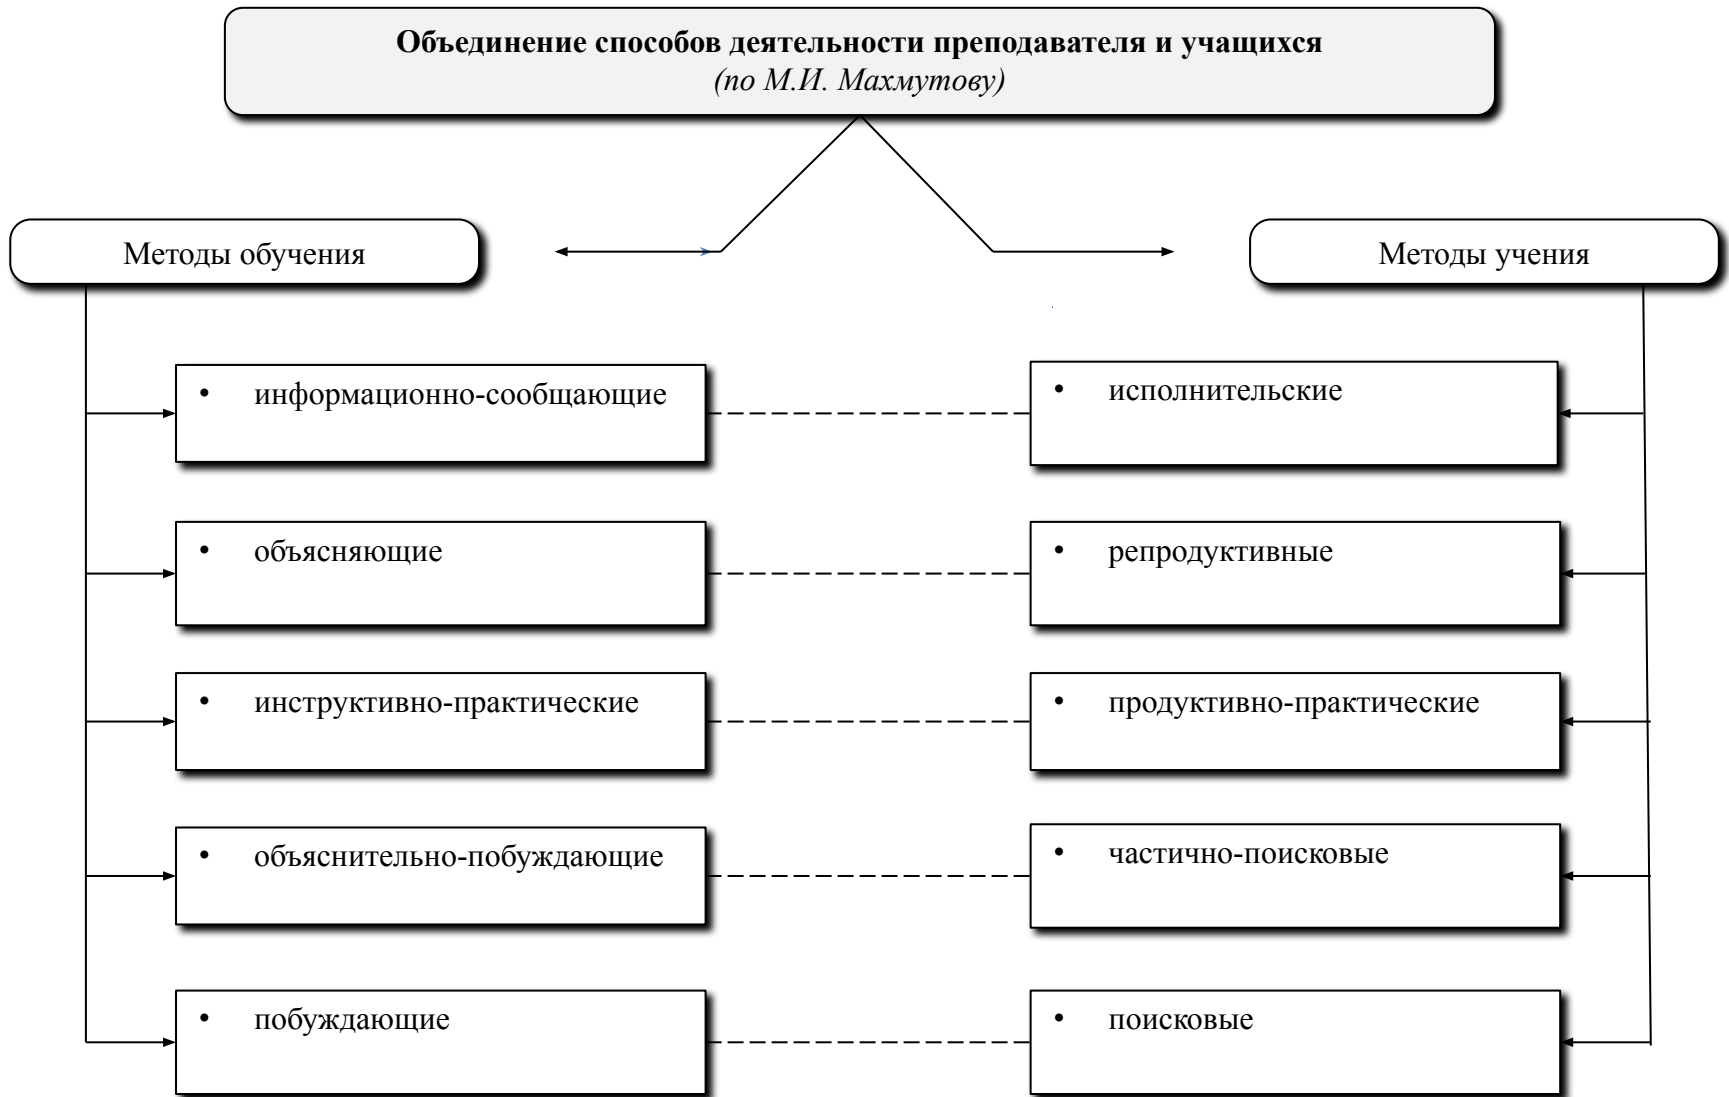 Объединение способов деятельности преподавателя и учащихся
(по М.И. Махмутову)
Методы обучения
Методы учения
• информационно-сообщающие
• исполнительские
• объясняющие
• репродуктивные
• инструктивно-практические
• продуктивно-практические
• объяснительно-побуждающие
• частично-поисковые
• побуждающие
• поисковые